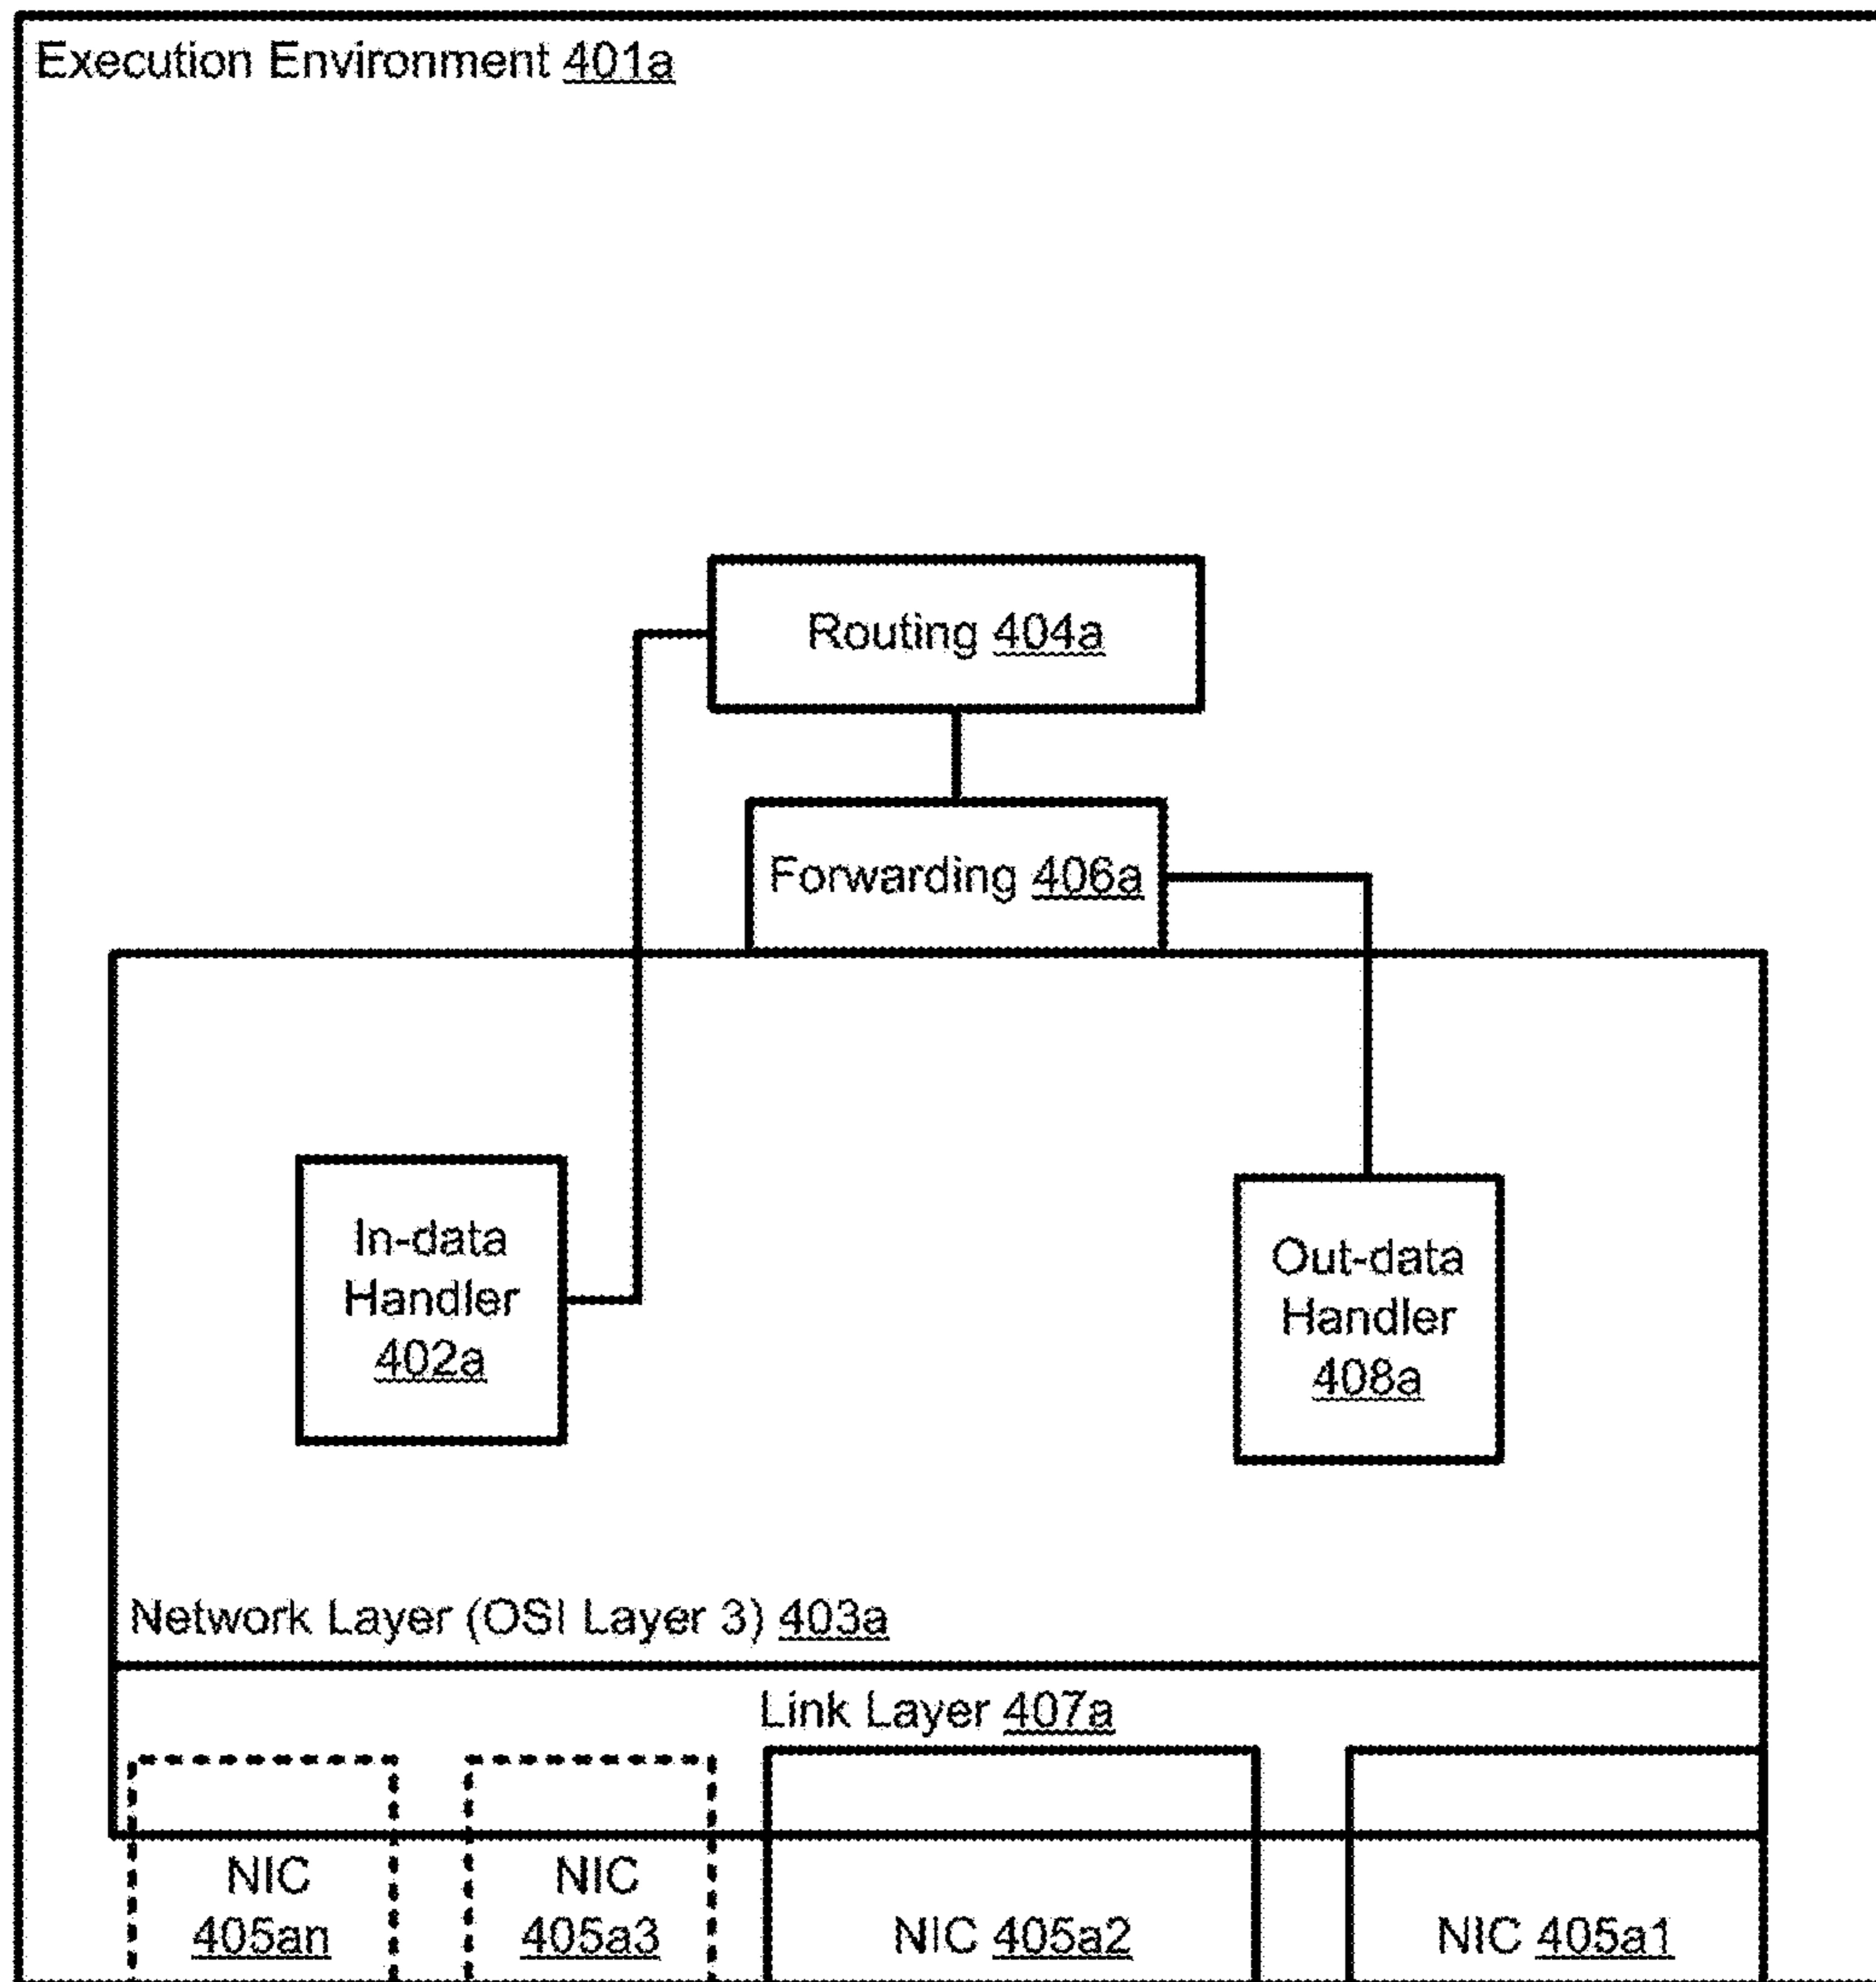 Execution Environment 401a
Routing 404a
Forwarding 406a
In-data
Handler
402a
Out-data
Handler
408a
Network Layer (OSI Layer 3) 403a
Link Layer 407a
NIC
405an
NIC
405a3
NIC 405a2
NIC 405a1